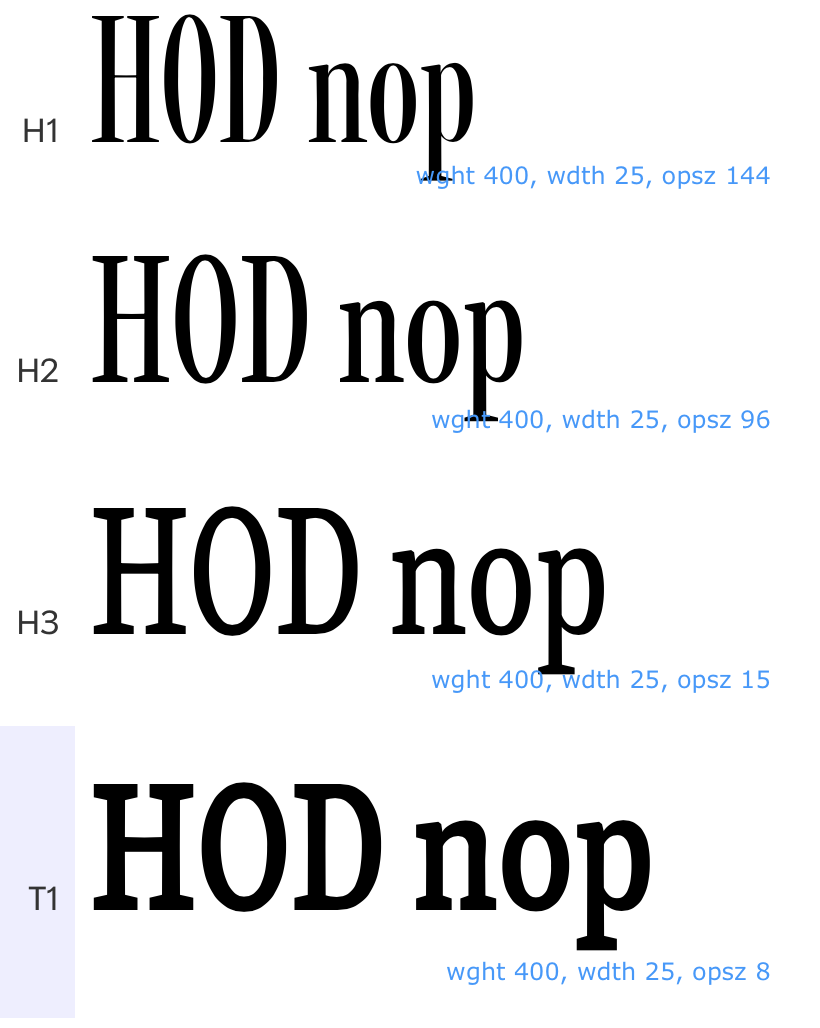 H1 HOD nop
wght 400, wdth 25, opsz 144
H2 HOD nop
wght 400, wdth 25, opsz 96
H3 HOD nop
wght 400, wdth 25, opsz 15
T1 HOD nop
wght 400, wdth 25, opsz 8